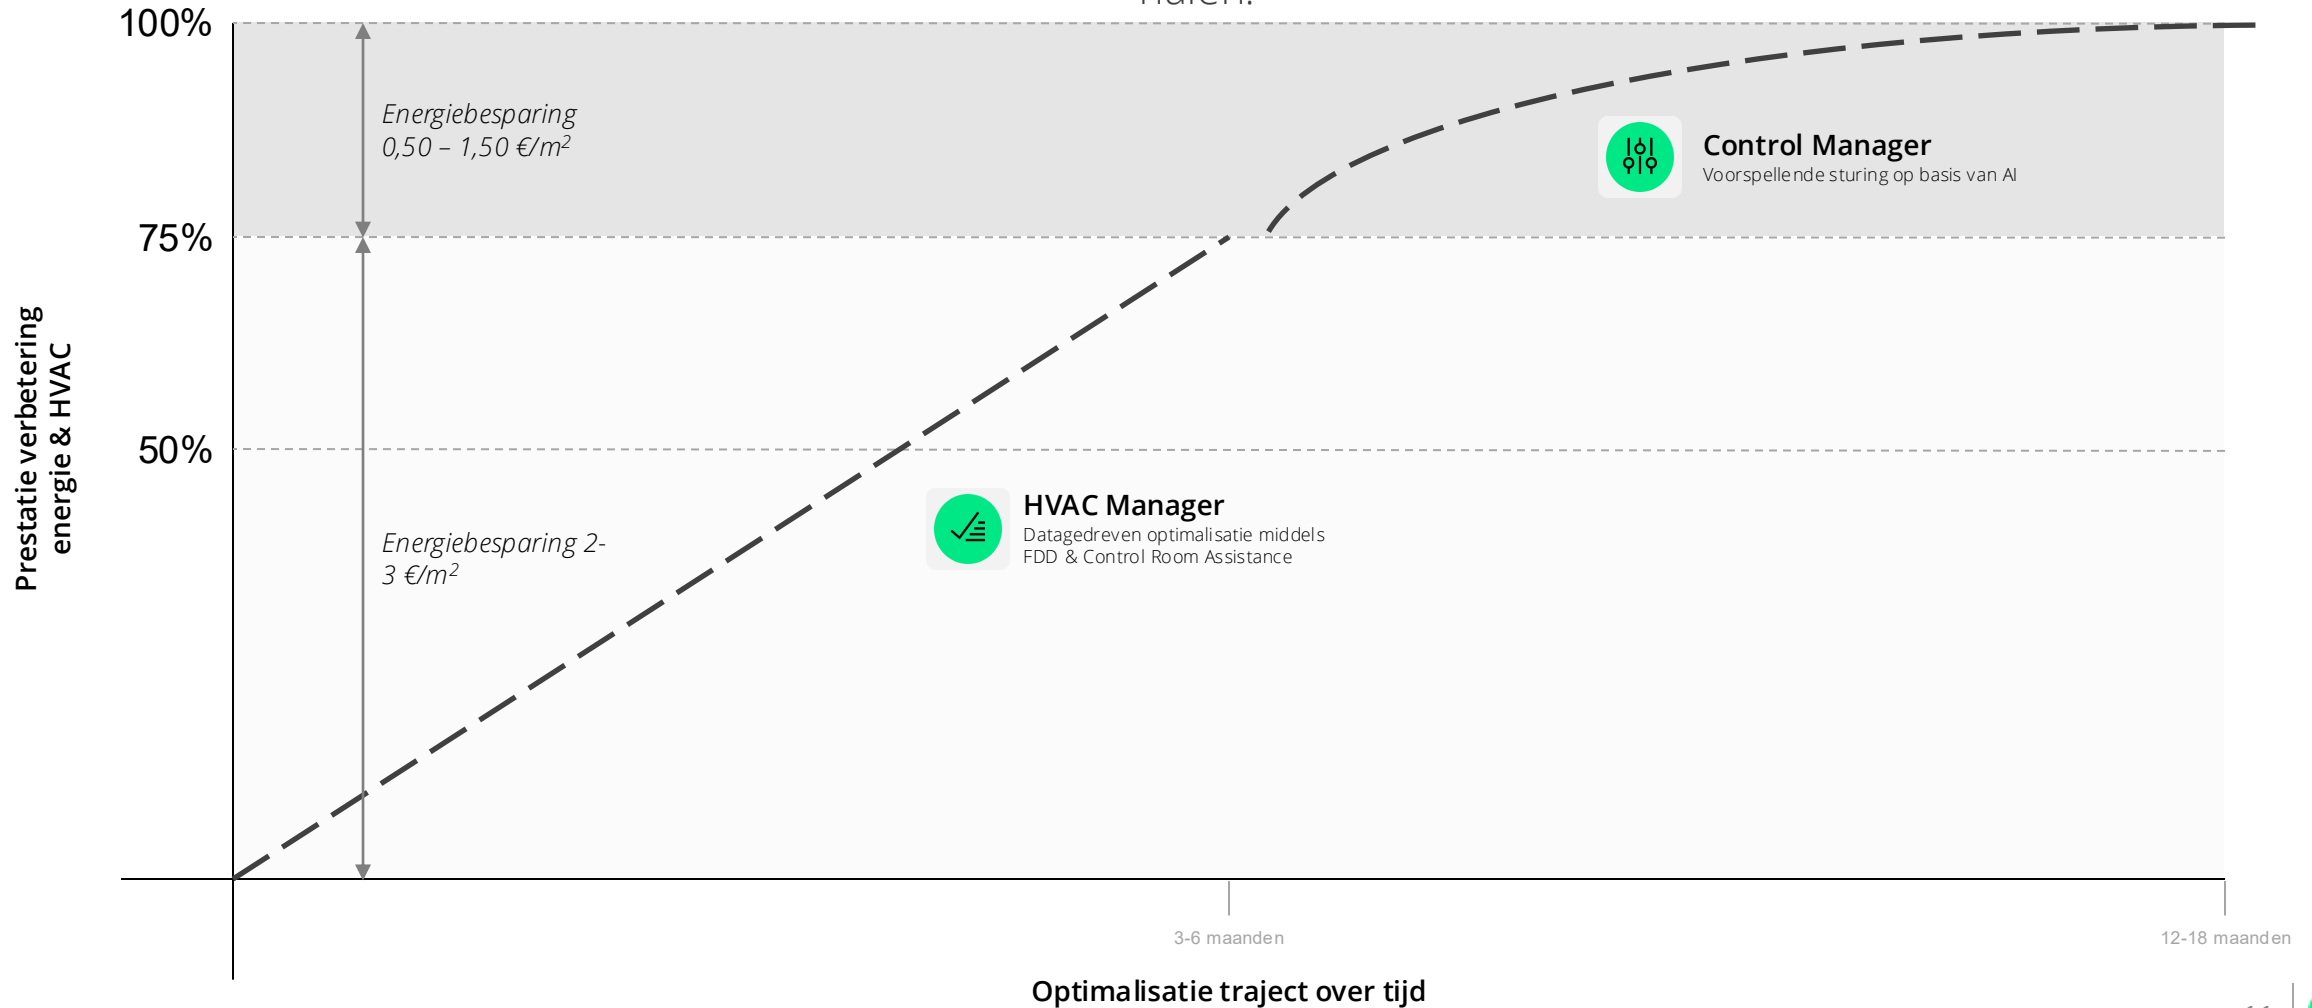 100%
Energiebesparing
0,50 – 1,50 €/m²
Control Manager
Voorspellende sturing op basis van AI
75%
Prestatie verbetering
energie & HVAC
50%
HVAC Manager
Datagedreven optimalisatie middels
FDD & Control Room Assistance
Energiebesparing 2-
3 €/m²
3-6 maanden
12-18 maanden
Optimalisatie traject over tijd